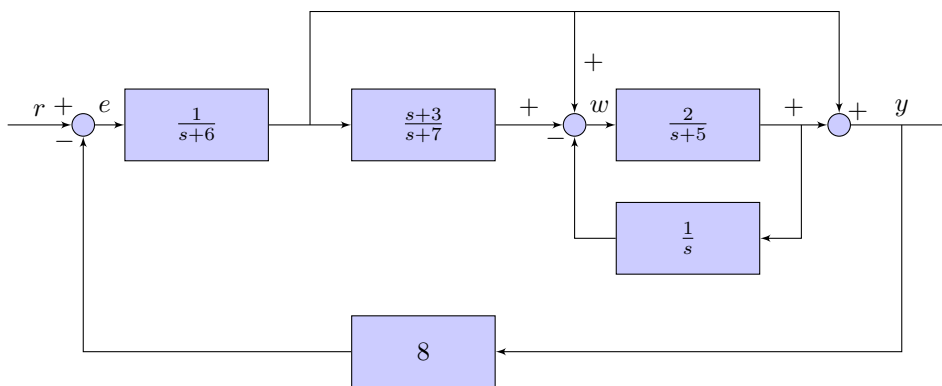 +
+
r + e 1/(s+6) (s+3)/(s+7) + w 2/(s+5) + + y
− −
1/s
8